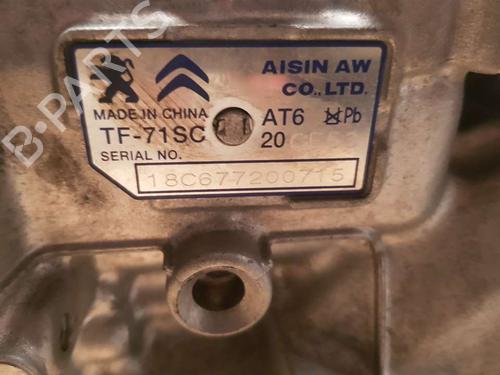 B-PARTS
AISIN AW
CO.,LTD.
MADE IN CHINA
TF-71SC
AT6
Pb
20
SERIAL NO.
18C677200715